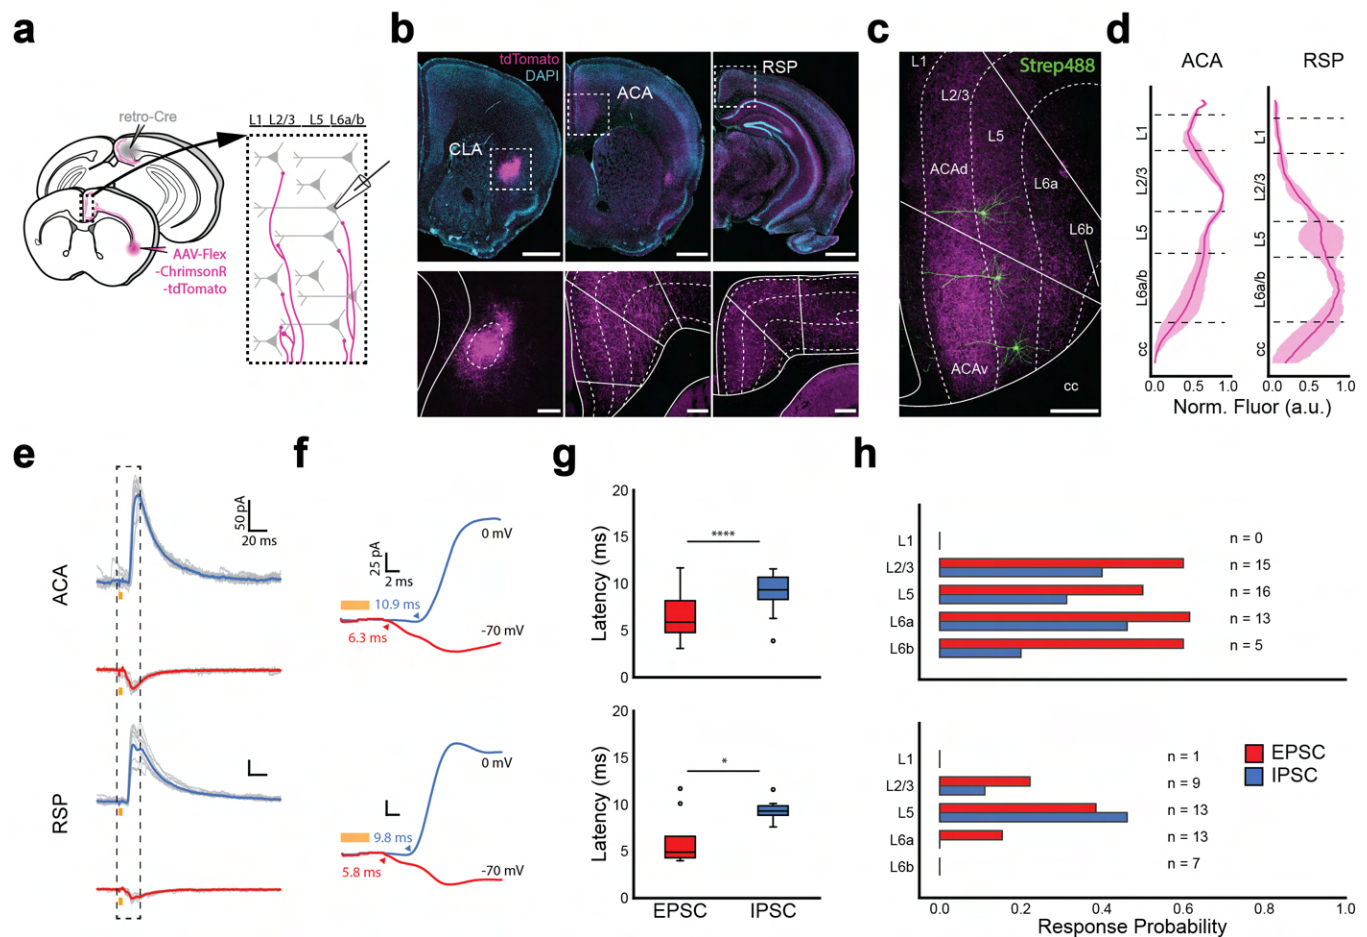 a
retro-Cre
L1 L2/3 L5 L6a/b
AAV-Flex
-ChrimsonR
-tdTomato
b
tdTomato
DAPI
CLA
ACA
RSP
c
L1
Strep488
L2/3
L5
ACAd
L6a
L6b
ACAv
cc
d
ACA
RSP
L1
L2/3
L5
L6a/b
cc
L1
L2/3
L5
L6a/b
cc
0.0 0.5 1.0
0.0 0.5 1.0
Norm. Fluor (a.u.)
e
ACA
50 pA
20 ms
RSP
f
0 mV
25 pA
2 ms
10.9 ms
6.3 ms
-70 mV
0 mV
9.8 ms
5.8 ms
-70 mV
g
Latency (ms)
20
15
10
5
0
****
Latency (ms)
20
15
10
5
0
*
EPSC IPSC
h
L1 n = 0
L2/3 n = 15
L5 n = 16
L6a n = 13
L6b n = 5
L1 n = 1
L2/3 n = 9
L5 n = 13
L6a n = 13
L6b n = 7
EPSC
IPSC
0.0 0.2 0.4 0.6 0.8 1.0
Response Probability